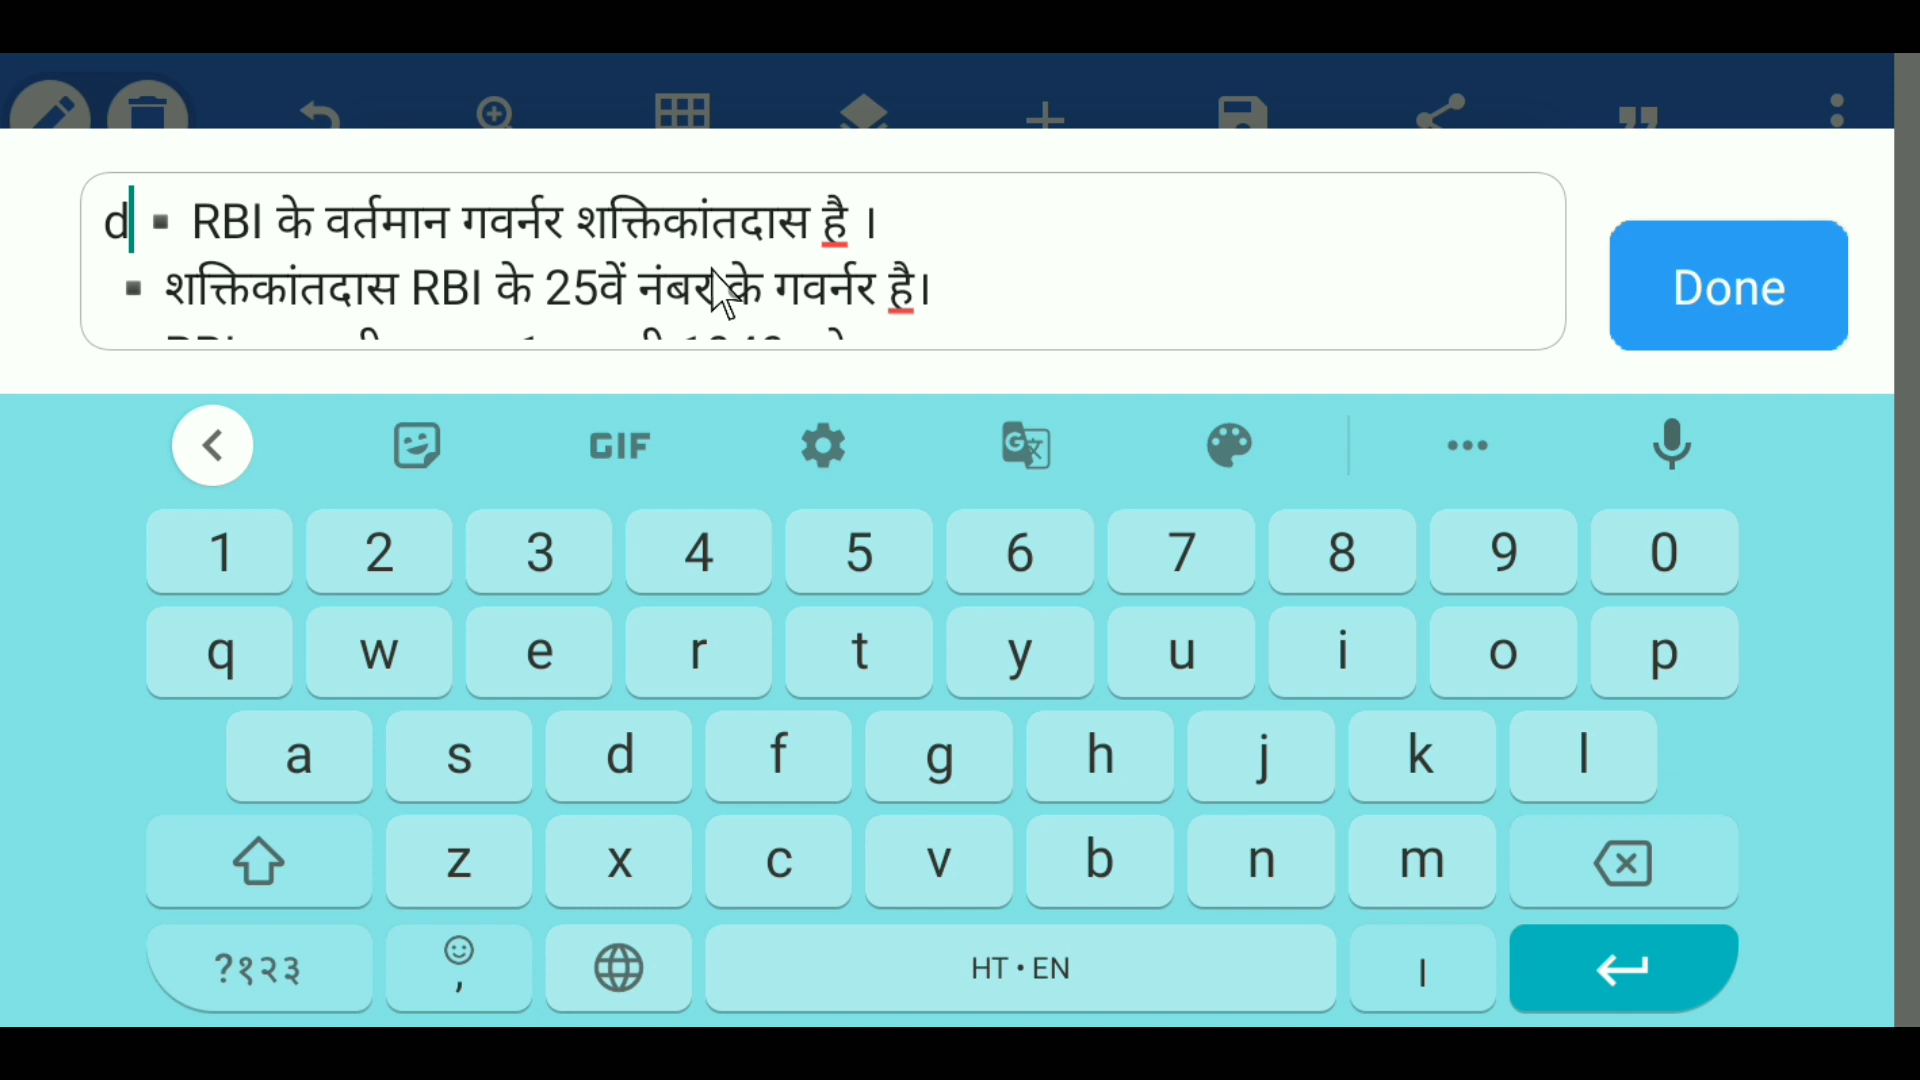 d ▪ RBI के वर्तमान गवर्नर शक्तिकांतदास है ।
▪ शक्तिकांतदास RBI के 25वें नंबर के गवर्नर है।
Done
GIF
1 2 3 4 5 6 7 8 9 0
q w e r t y u i o p
a s d f g h j k l
z x c v b n m
?१२३ , HT • EN ।